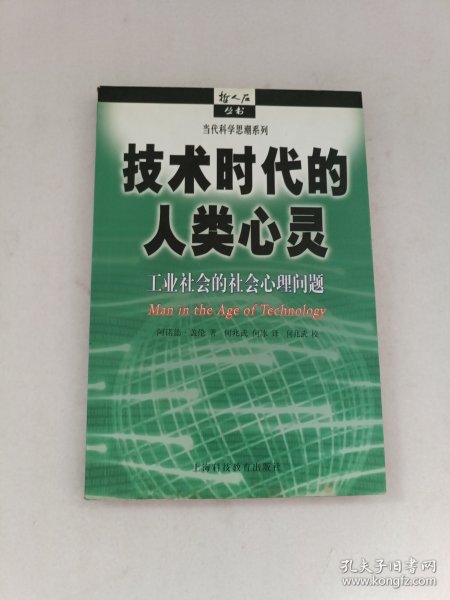 哲人石
丛书
当代科学思潮系列
技术时代的
人类心灵
工业社会的社会心理问题
Man in the Age of Technology
阿诺德·盖伦 著 何兆武 何冰 译 何兆武 校
上海科技教育出版社
孔夫子旧书网
www.kongfz.com